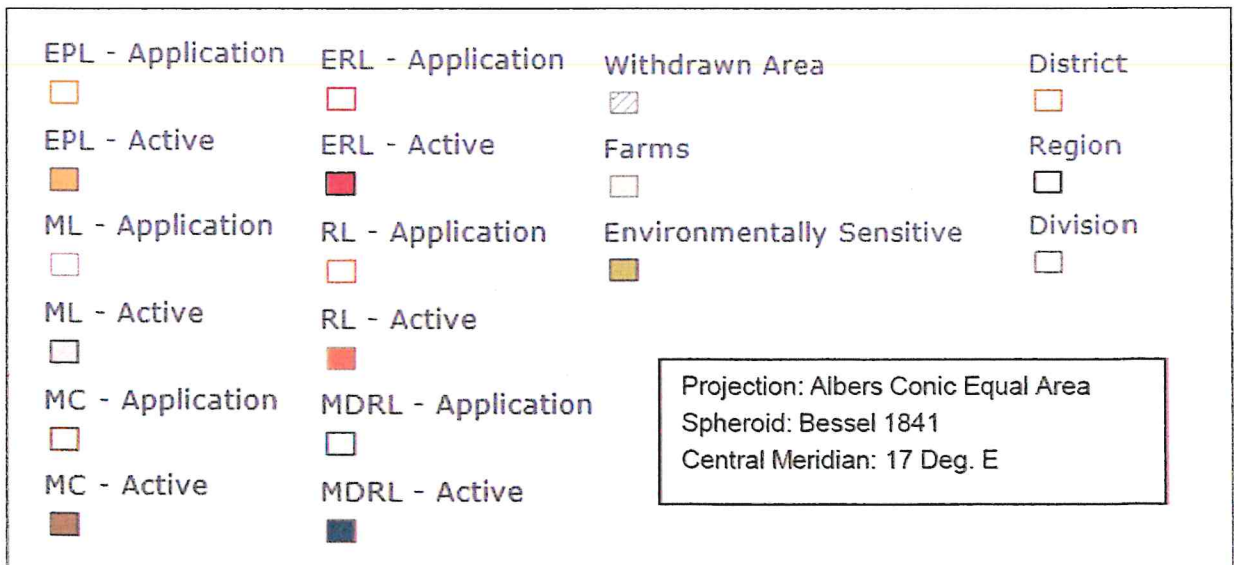 EPL - Application
EPL - Active
ML - Application
ML - Active
MC - Application
MC - Active
ERL - Application
ERL - Active
RL - Application
RL - Active
MDRL - Application
MDRL - Active
Withdrawn Area
Farms
Environmentally Sensitive
District
Region
Division
Projection: Albers Conic Equal Area
Spheroid: Bessel 1841
Central Meridian: 17 Deg. E